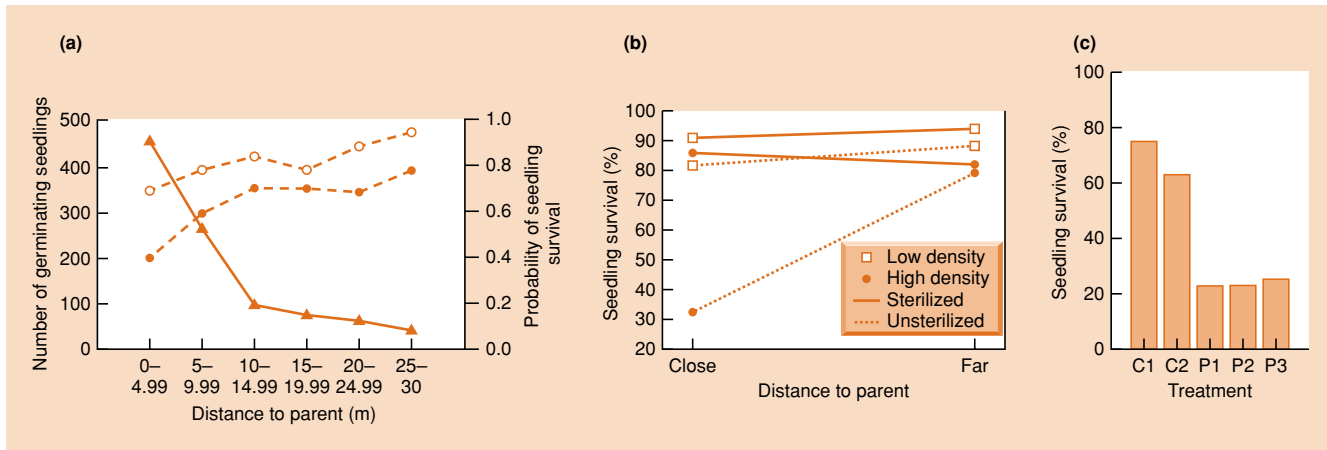 (a)
Number of germinating seedlings
500
400
300
200
100
0
1.0
0.8
0.6
0.4
0.2
0.0
Probability of seedling
survival
0–
4.99
5–
9.99
10–
14.99
15–
19.99
20–
24.99
25–
30
Distance to parent (m)
(b)
Seedling survival (%)
100
90
80
70
60
50
40
30
20
Low density
High density
Sterilized
Unsterilized
Close
Far
Distance to parent
(c)
Seedling survival (%)
100
80
60
40
20
0
C1 C2 P1 P2 P3
Treatment